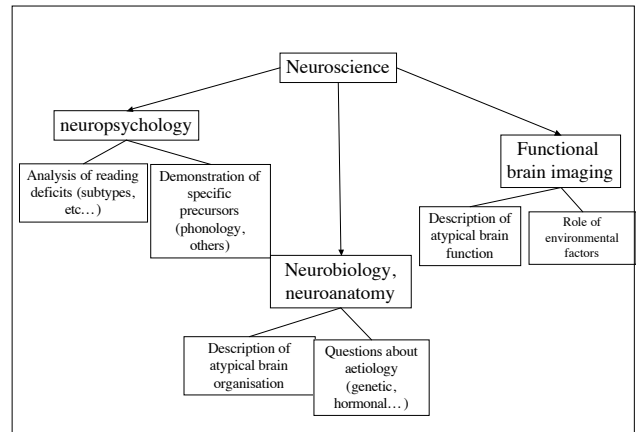 Neuroscience
neuropsychology
Analysis of reading
deficits (subtypes,
etc…)
Demonstration of
specific
precursors
(phonology,
others)
Functional
brain imaging
Description of
atypical brain
function
Role of
environmental
factors
Neurobiology,
neuroanatomy
Description of
atypical brain
organisation
Questions about
aetiology
(genetic,
hormonal…)